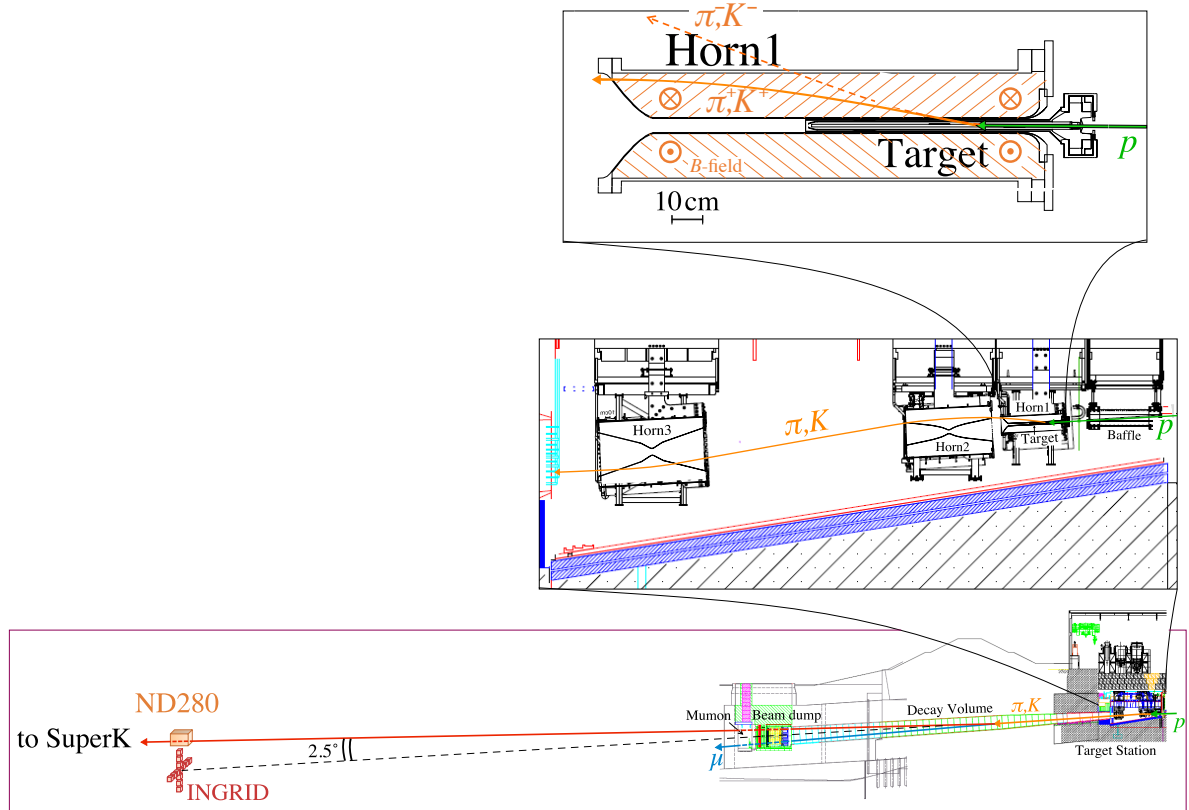 π⁻,K⁻
Horn1
π⁺,K⁺
p
Target
B-field
10 cm
Horn3
π,K
Horn1
p
Target
Horn2
Baffle
ND280
Decay Volume
π,K
Mumon
Beam dump
p
to SuperK
2.5°
μ
Target Station
INGRID